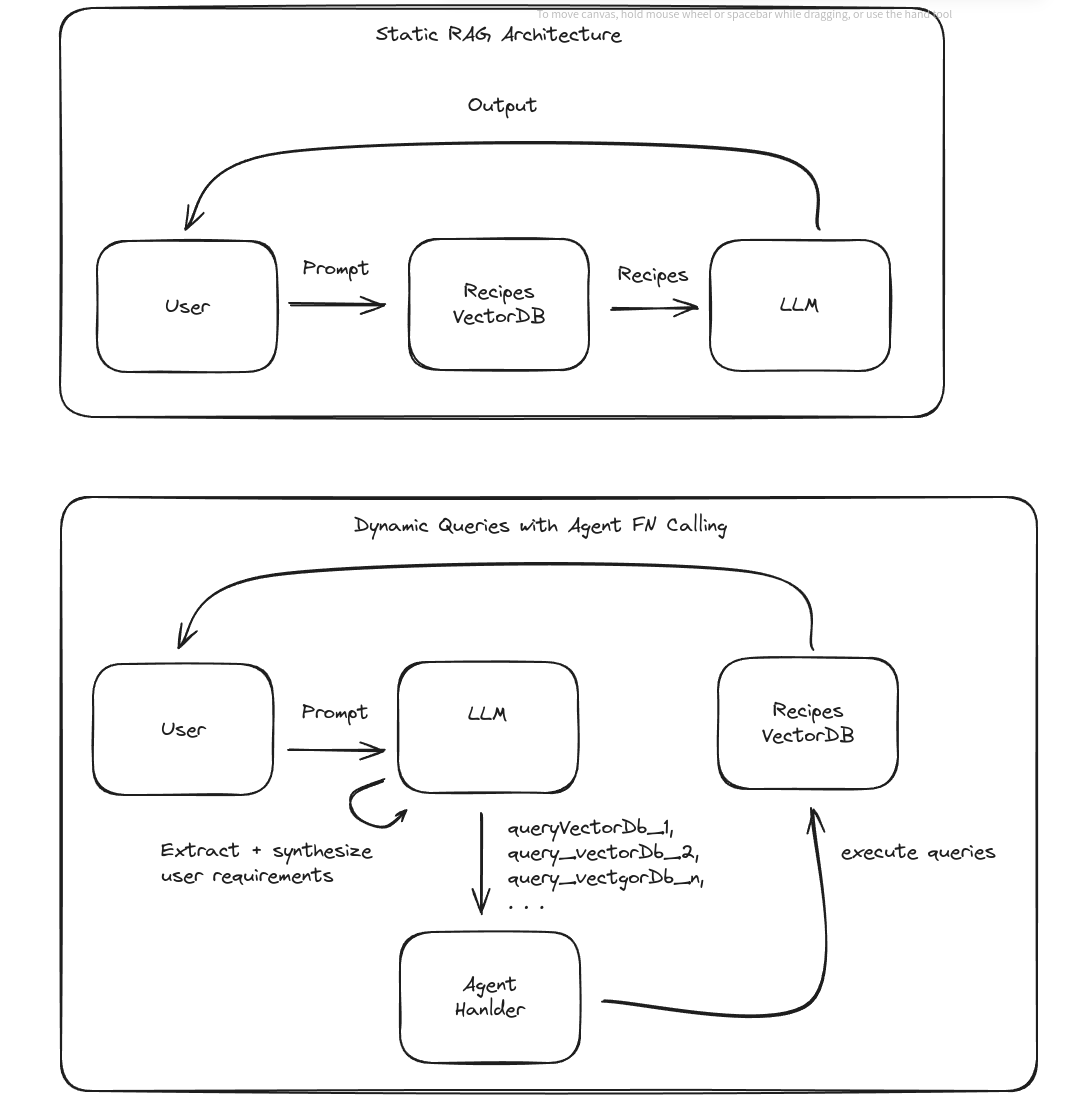 To move canvas, hold mouse wheel or spacebar while dragging, or use the hand tool
Static RAG Architecture
Output
User
Prompt
Recipes
VectorDB
Recipes
LLM
Dynamic Queries with Agent FN Calling
User
Prompt
LLM
Recipes
VectorDB
Extract + synthesize
user requirements
queryVectorDb_1,
query_vectorDb_2,
query_vectgorDb_n,
. . .
execute queries
Agent
Hanlder